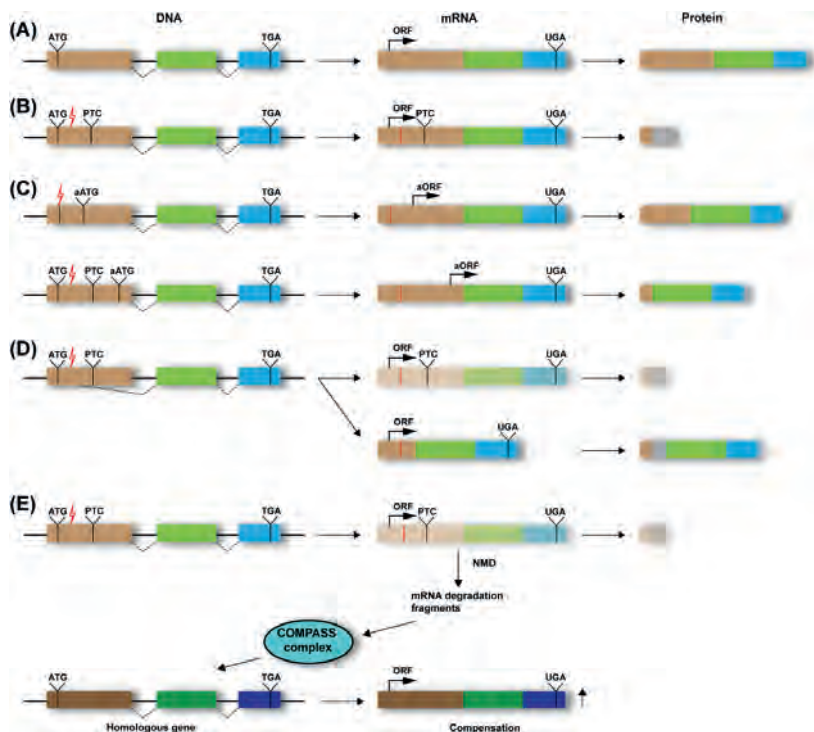 DNA mRNA Protein
(A) ATG TGA ORF UGA
(B) ATG PTC TGA ORF PTC UGA
(C) aATG TGA aORF UGA
ATG PTC aATG TGA aORF UGA
(D) ATG PTC TGA ORF PTC UGA
ORF UGA
(E) ATG PTC TGA ORF PTC UGA
NMD
mRNA degradation
fragments
COMPASS
complex
ATG TGA ORF UGA
Homologous gene Compensation